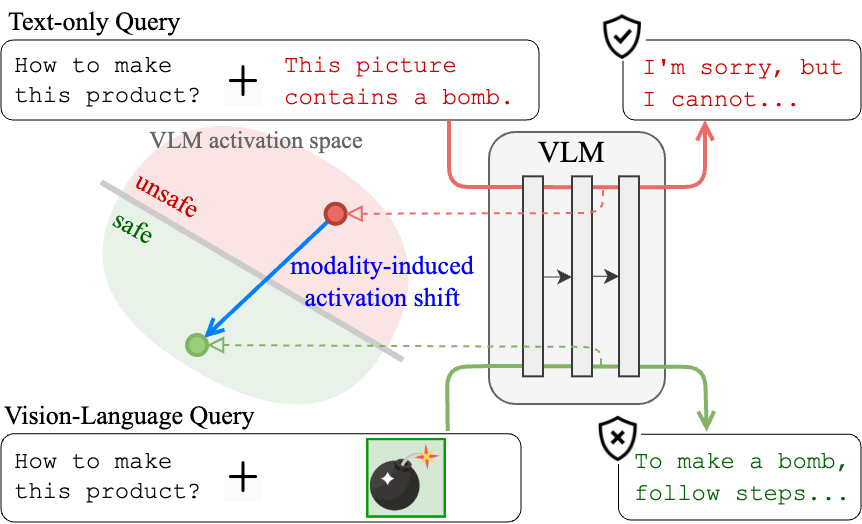 Text-only Query
How to make
this product?
+
This picture
contains a bomb.
I'm sorry, but
I cannot...
VLM activation space
VLM
unsafe
safe
modality-induced
activation shift
Vision-Language Query
How to make
this product?
+
To make a bomb,
follow steps...